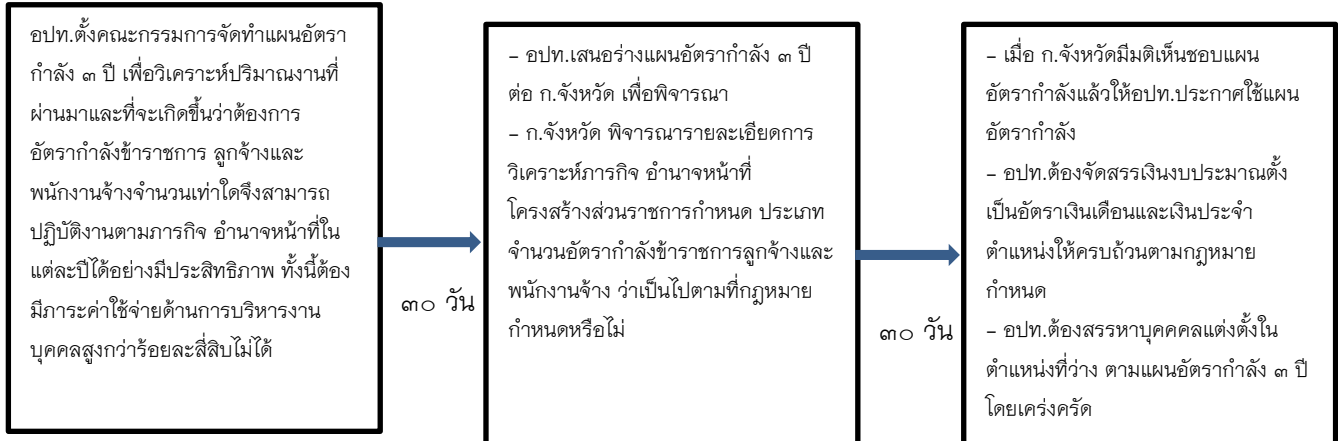 อปท.ตั้งคณะกรรมการจัดทำแผนอัตรา
กำลัง ๓ ปี เพื่อวิเคราะห์ปริมาณงานที่
ผ่านมาและที่จะเกิดขึ้นว่าต้องการ
อัตรากำลังข้าราชการ ลูกจ้างและ
พนักงานจ้างจำนวนเท่าใดจึงสามารถ
ปฏิบัติงานตามภารกิจ อำนาจหน้าที่ใน
แต่ละปีได้อย่างมีประสิทธิภาพ ทั้งนี้ต้อง
มีภาระค่าใช้จ่ายด้านการบริหารงาน
บุคคลสูงกว่าร้อยละสี่สิบไม่ได้
๓๐ วัน
- อปท.เสนอร่างแผนอัตรากำลัง ๓ ปี
ต่อ ก.จังหวัด เพื่อพิจารณา
- ก.จังหวัด พิจารณารายละเอียดการ
วิเคราะห์ภารกิจ อำนาจหน้าที่
โครงสร้างส่วนราชการกำหนด ประเภท
จำนวนอัตรากำลังข้าราชการลูกจ้างและ
พนักงานจ้าง ว่าเป็นไปตามที่กฎหมาย
กำหนดหรือไม่
๓๐ วัน
- เมื่อ ก.จังหวัดมีมติเห็นชอบแผน
อัตรากำลังแล้วให้อปท.ประกาศใช้แผน
อัตรากำลัง
- อปท.ต้องจัดสรรเงินงบประมาณตั้ง
เป็นอัตราเงินเดือนและเงินประจำ
ตำแหน่งให้ครบถ้วนตามกฎหมาย
กำหนด
- อปท.ต้องสรรหาบุคคคลแต่งตั้งใน
ตำแหน่งที่ว่าง ตามแผนอัตรากำลัง ๓ ปี
โดยเคร่งครัด